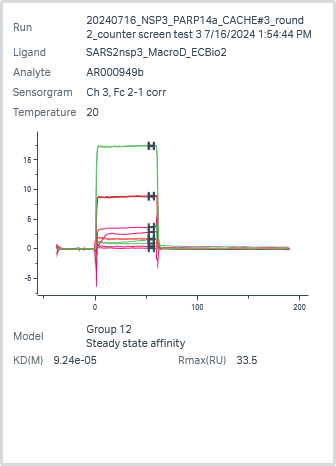 Run 20240716_NSP3_PARP14a_CACHE#3_round
2_counter screen test 3 7/16/2024 1:54:44 PM
Ligand SARS2nsp3_MacroD_ECBio2
Analyte AR000949b
Sensorgram Ch 3, Fc 2-1 corr
Temperature 20
15
10
5
0
-5
0 100 200
Model Group 12
Steady state affinity
KD(M) 9.24e-05 Rmax(RU) 33.5